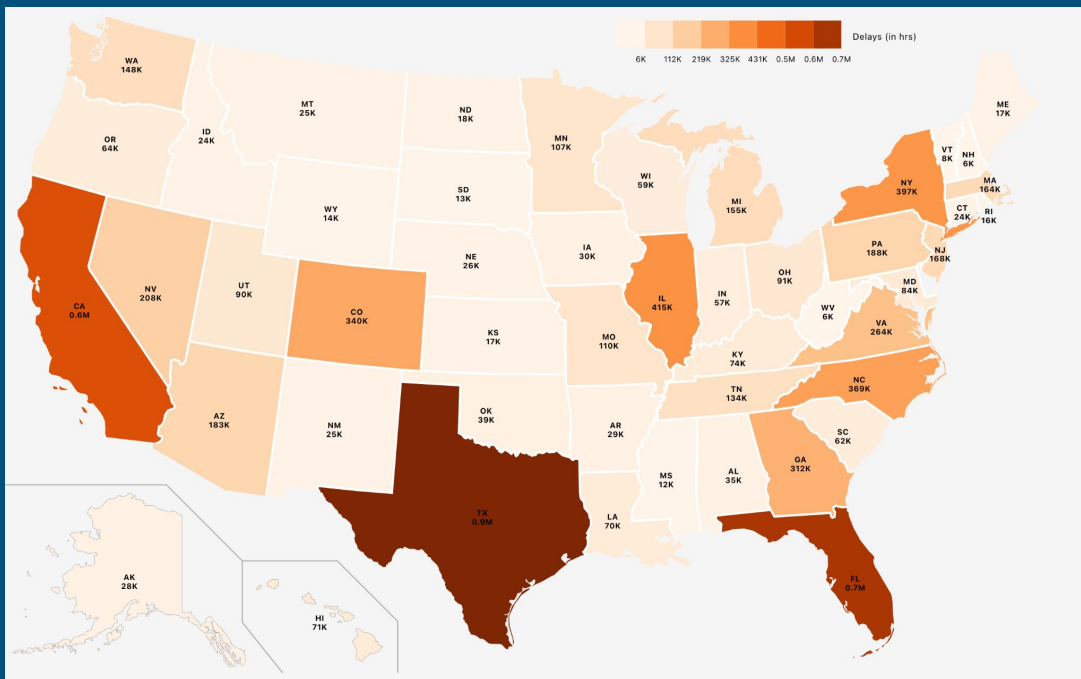 Delays (in hrs)
6K 112K 219K 325K 431K 0.5M 0.6M 0.7M
WA
148K
OR
64K
ID
24K
MT
25K
ND
18K
MN
107K
WI
59K
MI
155K
ME
17K
VT
8K
NH
6K
NY
397K
MA
164K
CT
24K
RI
16K
SD
13K
WY
14K
NE
26K
IA
30K
IL
415K
IN
57K
OH
91K
PA
188K
NJ
168K
MD
84K
CA
0.6M
NV
208K
UT
90K
CO
340K
KS
17K
MO
110K
KY
74K
WV
6K
VA
264K
NC
369K
TN
134K
SC
62K
AZ
183K
NM
25K
OK
39K
AR
29K
MS
12K
AL
35K
GA
312K
TX
0.9M
LA
70K
FL
0.7M
AK
28K
HI
71K